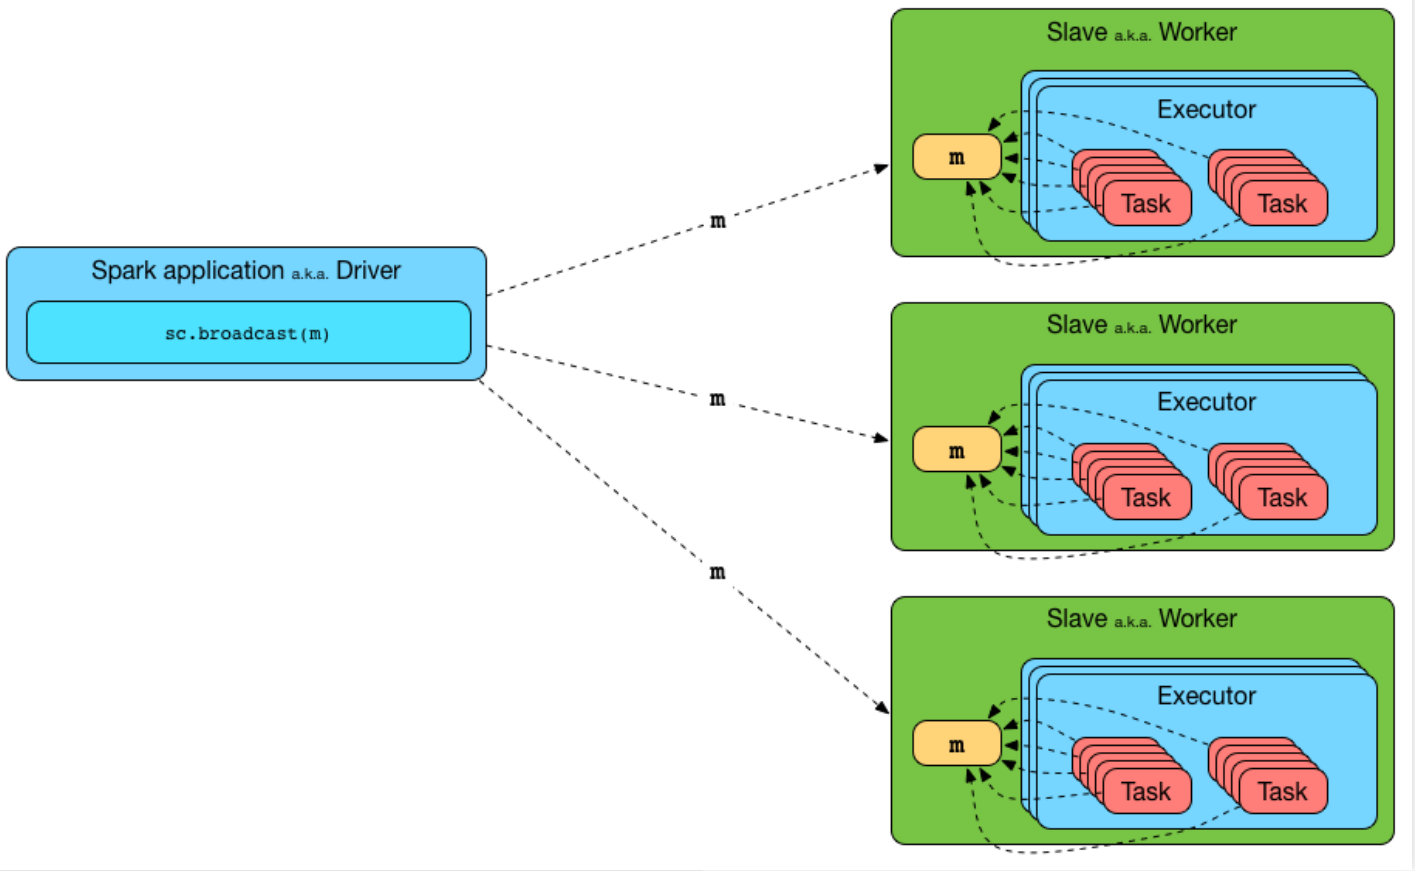 Spark application a.k.a. Driver
sc.broadcast(m)
m
m
m
Slave a.k.a. Worker
Executor
m
Task
Task
Slave a.k.a. Worker
Executor
m
Task
Task
Slave a.k.a. Worker
Executor
m
Task
Task